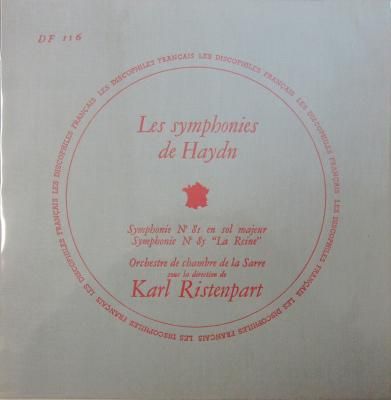 DF 116
LES DISCOPHILES FRANÇAIS LES DISCOPHILES FRANÇAIS LES DISCOPHILES FRANÇAIS LES DISCOPHILES FRANÇAIS LES DISCOPHILES FRANÇAIS LES DISCOPHILES FRANÇAIS
Les symphonies
de Haydn
Symphonie Nº 81 en sol majeur
Symphonie Nº 85 "La Reine"
Orchestre de chambre de la Sarre
sous la direction de
Karl Ristenpart